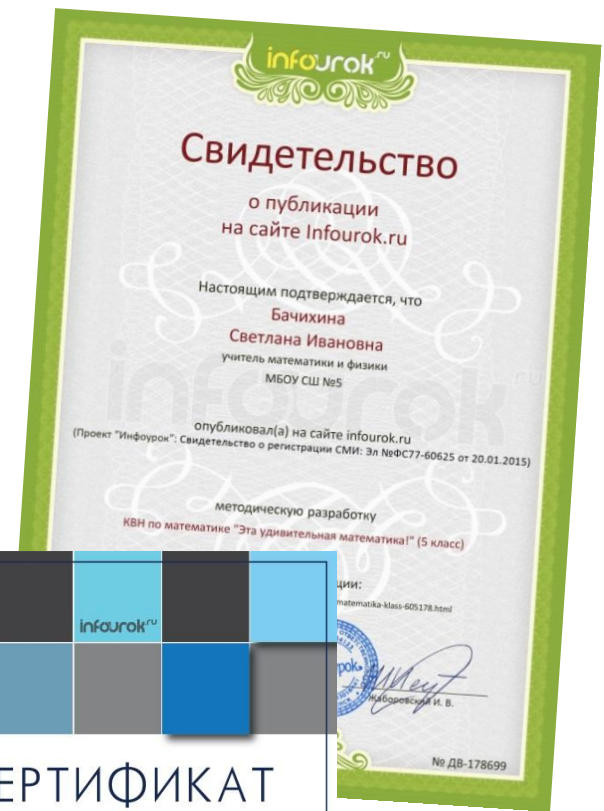 infourok.ru
Свидетельство
о публикации
на сайте Infourok.ru
Настоящим подтверждается, что
Бачихина
Светлана Ивановна
учитель математики и физики
МБОУ СШ №5
опубликовал(а) на сайте infourok.ru
(Проект "Инфоурок": Свидетельство о регистрации СМИ: Эл №ФС77-60625 от 20.01.2015)
методическую разработку
КВН по математике "Эта удивительная математика!" (5 класс)
ции:
matematika-klass-605178.html
Жаборовский И. В.
№ ДВ-178699
infourok.ru
ЕРТИФИКАТ